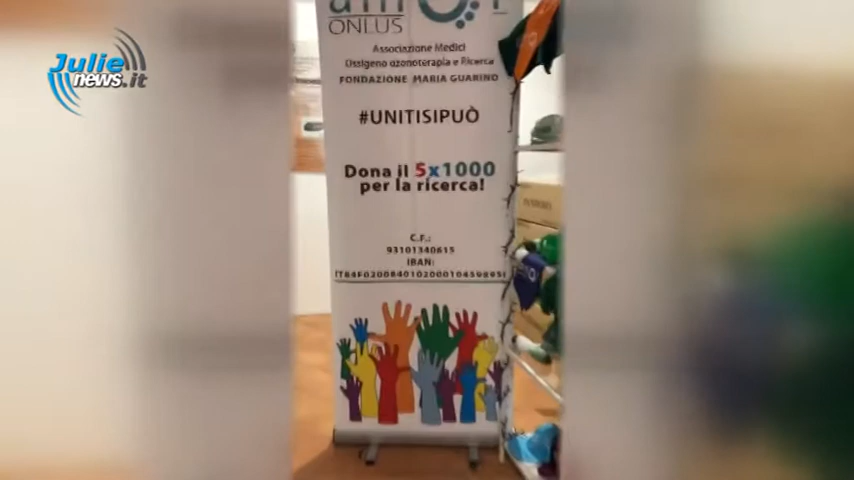 Julie
news.it
ONLUS
Associazione Medici
Ossigeno ozonoterapia e Ricerca
FONDAZIONE MARIA GUARINO
#UNITISIPUÒ
Dona il 5x1000
per la ricerca!
C.F.:
93101340615
IBAN: